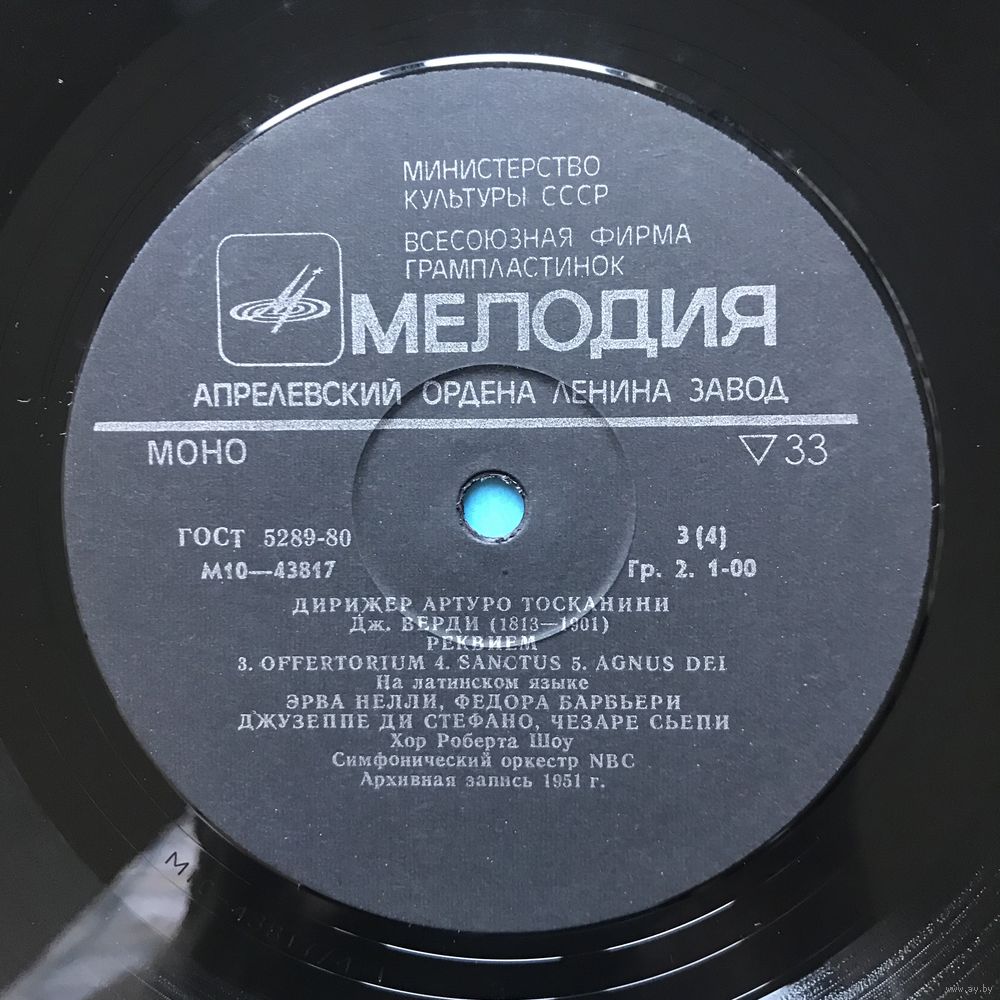 МИНИСТЕРСТВО
КУЛЬТУРЫ СССР
ВСЕСОЮЗНАЯ ФИРМА
ГРАМПЛАСТИНОК
МЕЛОДИЯ
АПРЕЛЕВСКИЙ ОРДЕНА ЛЕНИНА ЗАВОД
МОНО ▽33
ГОСТ 5289-80 3 (4)
М10—43817 Гр. 2. 1-00
ДИРИЖЕР АРТУРО ТОСКАНИНИ
Дж. ВЕРДИ (1813—1901)
РЕКВИЕМ
3. OFFERTORIUM 4. SANCTUS 5. AGNUS DEI
На латинском языке
ЭРВА НЕЛЛИ, ФЕДОРА БАРБЬЕРИ
ДЖУЗЕППЕ ДИ СТЕФАНО, ЧЕЗАРЕ СЬЕПИ
Хор Роберта Шоу
Симфонический оркестр NBC
Архивная запись 1951 г.
www.ay.by